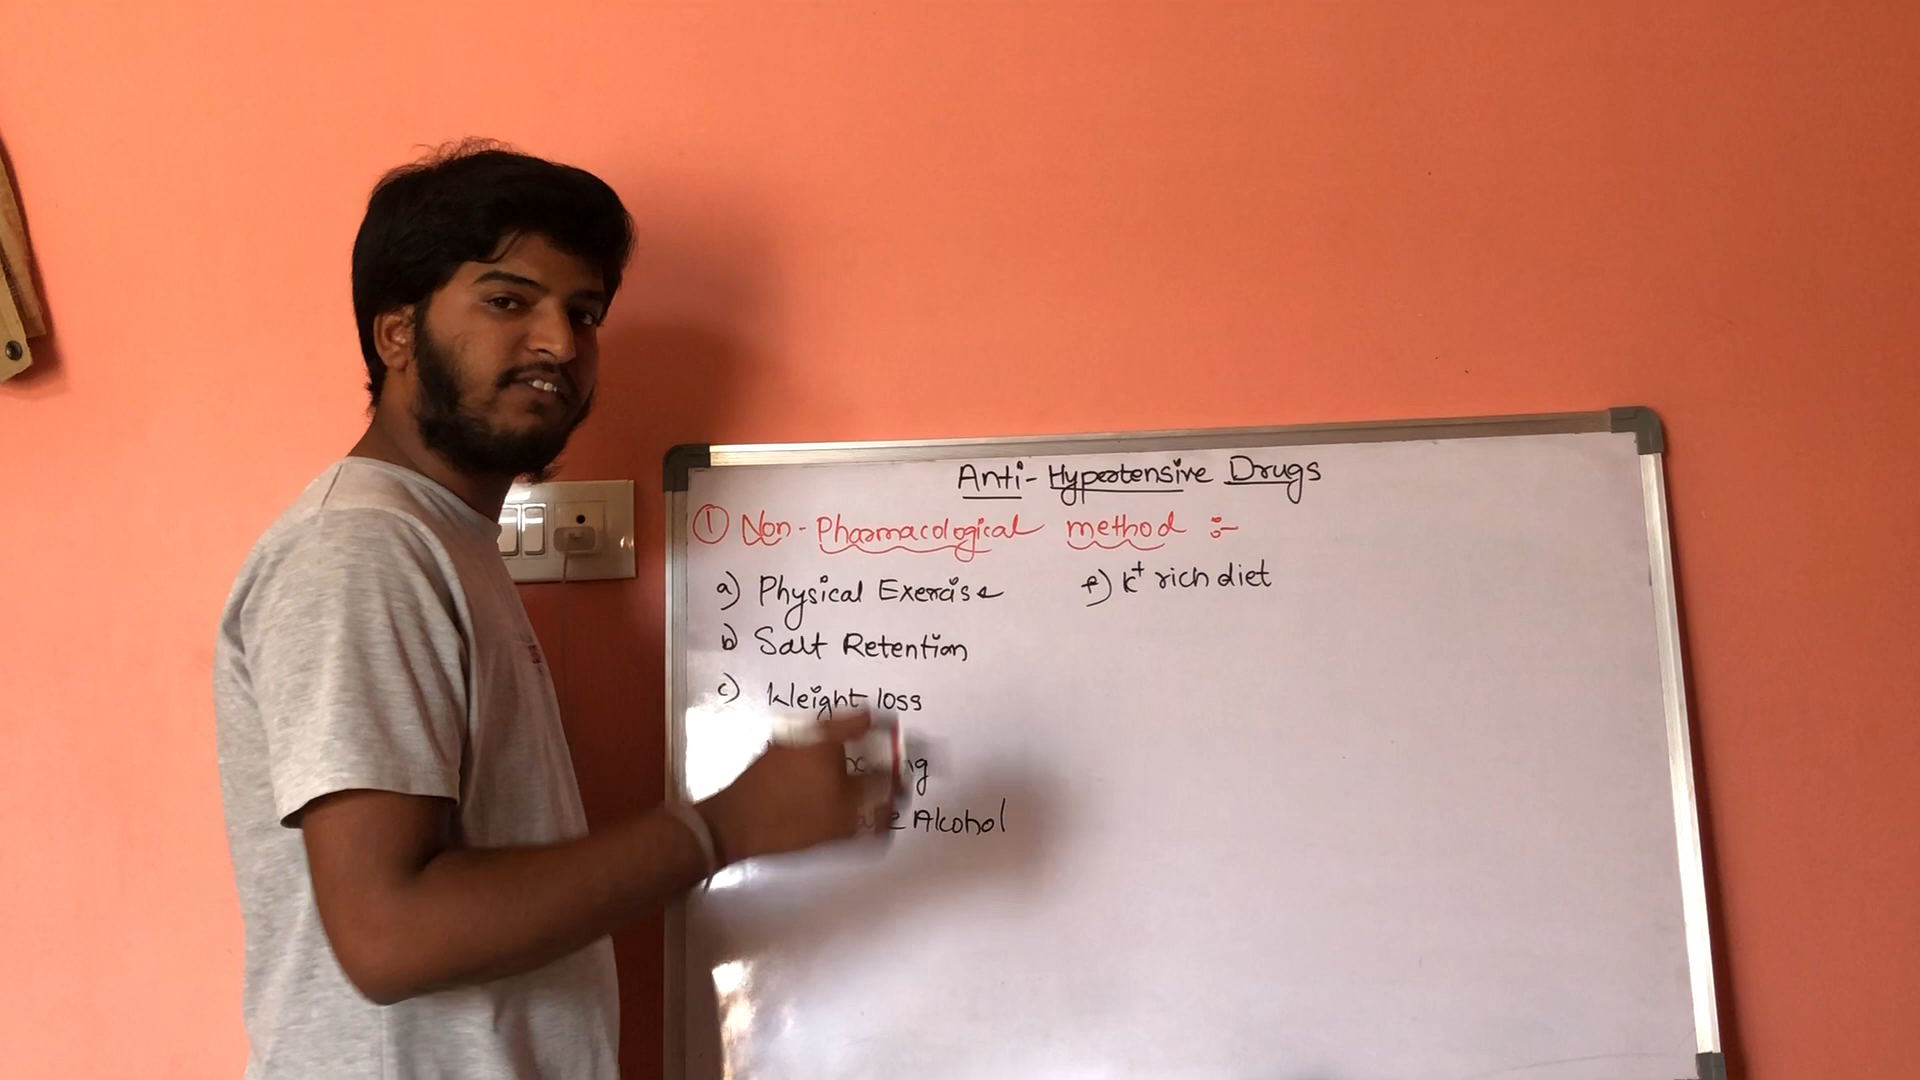 Anti-Hypertensive Drugs
① Non-Pharmacological method :-
a) Physical Exercise
b) Salt Retention
c) Weight loss
Alcohol
f) K+ rich diet